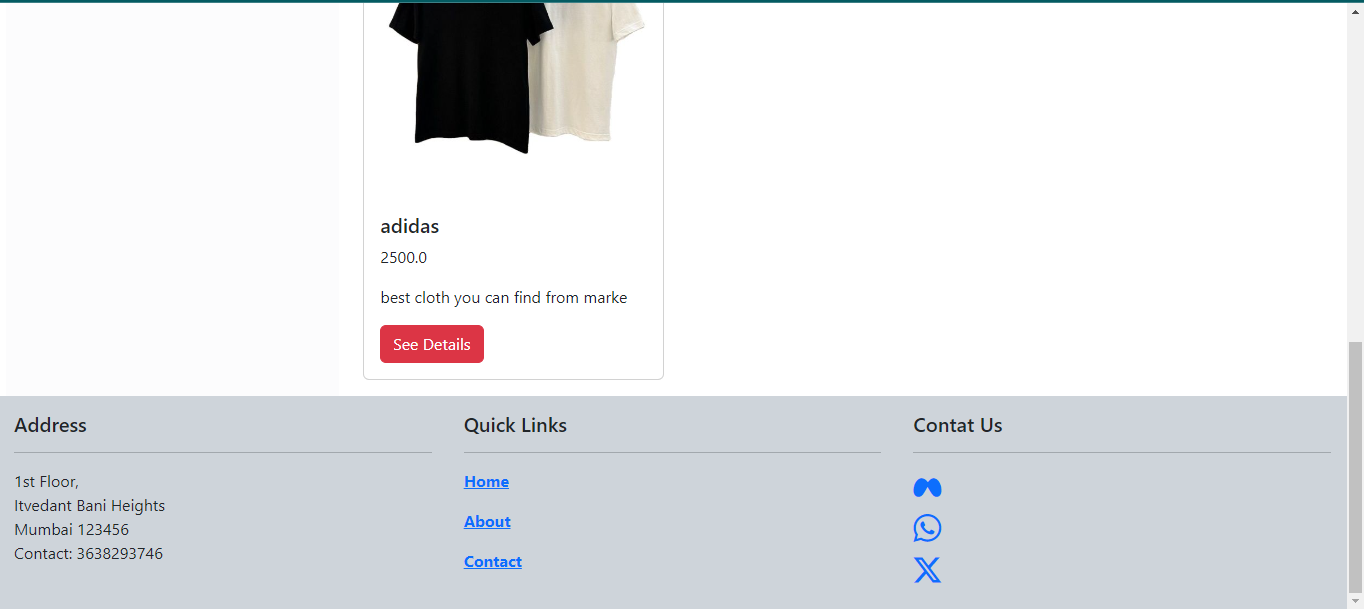 adidas
2500.0
best cloth you can find from marke
See Details
Address
1st Floor,
Itvedant Bani Heights
Mumbai 123456
Contact: 3638293746
Quick Links
Home
About
Contact
Contat Us